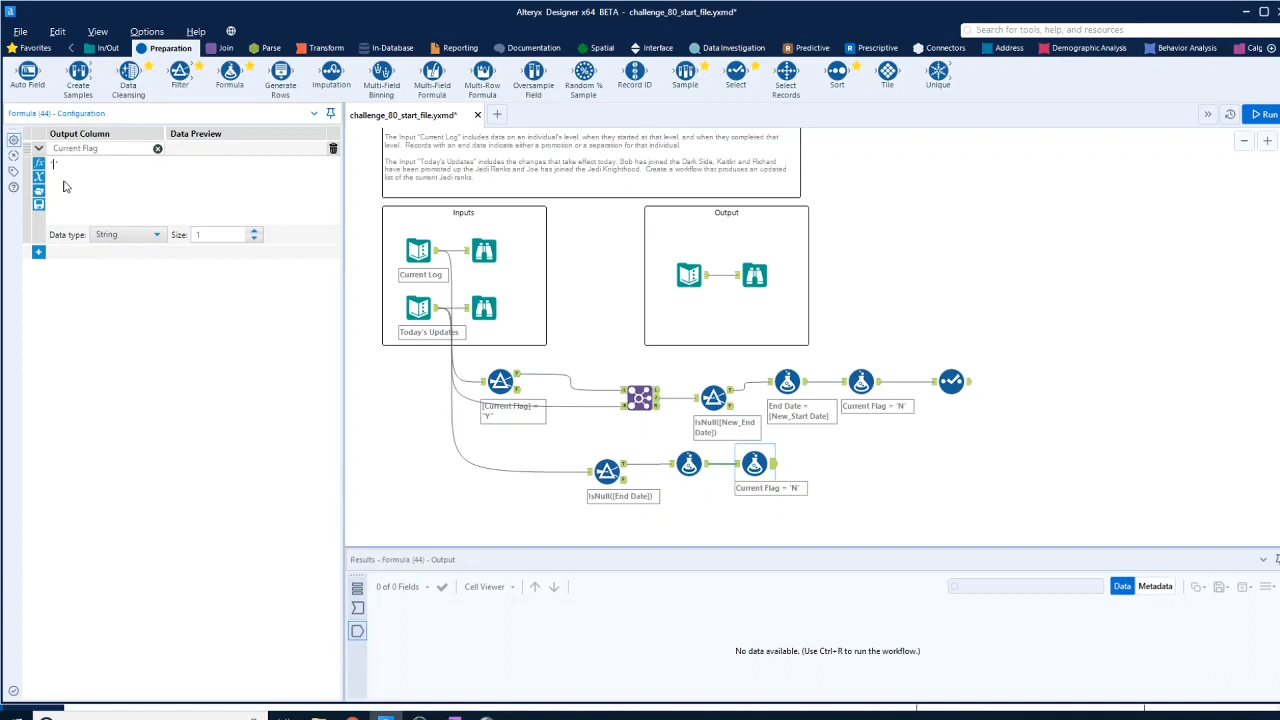 Alteryx Designer x64 BETA - challenge_80_start_file.yxmd*
File Edit View Options Help
Search for tools, help, and resources
Favorites In/Out Preparation Join Parse Transform In-Database Reporting Documentation Spatial Interface Data Investigation Predictive Prescriptive Connectors Address Demographic Analysis Behavior Analysis Calg
Auto Field Create Samples Data Cleansing Filter Formula Generate Rows Imputation Multi-Field Binning Multi-Field Formula Multi-Row Formula Oversample Field Random % Sample Record ID Sample Select Select Records Sort Tile Unique
Formula (44) - Configuration
challenge_80_start_file.yxmd*
Run
Output Column Data Preview
Current Flag
''
Data type: String Size: 1
The Input "Current Log" includes data on an individual's level, when they started at that level, and when they completed that
level. Records with an end date indicate either a promotion or a separation for that individual.
The Input "Today's Updates" includes the changes that take effect today. Bob has joined the Dark Side, Kaitlin and Richard
have been promoted up the Jedi Ranks and Joe has joined the Jedi Knighthood. Create a workflow that produces an updated
list of the current Jedi ranks.
Inputs
Current Log
Today's Updates
Output
[Current Flag] =
"Y"
IsNull([New_End
Date])
End Date =
[New_Start Date]
Current Flag = 'N'
IsNull([End Date])
Current Flag = 'N'
Results - Formula (44) - Output
0 of 0 Fields Cell Viewer Data Metadata
No data available. (Use Ctrl+R to run the workflow.)